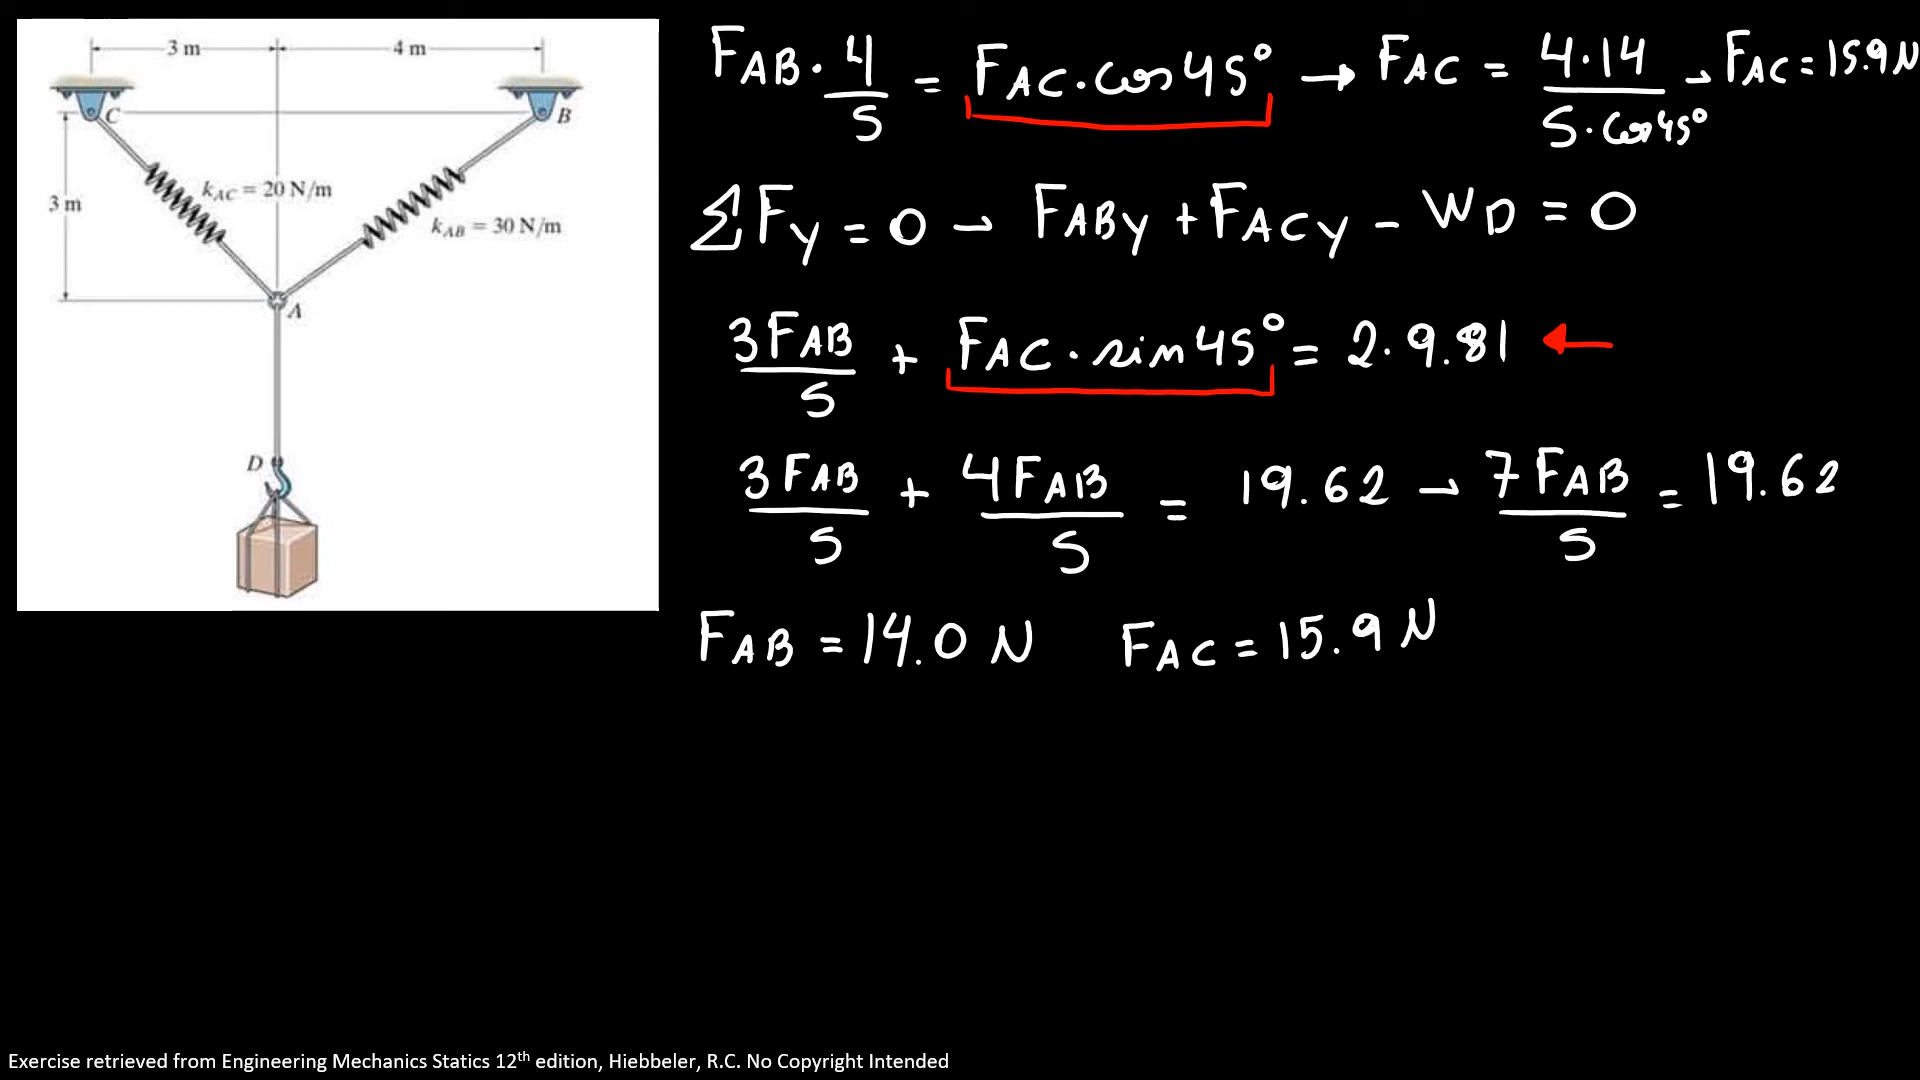 3 m 4 m
C B
k_AC = 20 N/m
3 m
k_AB = 30 N/m
A
D
F_AB · 4/5 = F_AC · cos 45° → F_AC = 4·14 / 5·cos45° → F_AC = 15.9 N
ΣFy = 0 → F_ABy + F_ACy - W_D = 0
3F_AB/5 + F_AC · sin 45° = 2·9.81 ←
3F_AB/5 + 4F_AB/5 = 19.62 → 7F_AB/5 = 19.62
F_AB = 14.0 N F_AC = 15.9 N
Exercise retrieved from Engineering Mechanics Statics 12th edition, Hiebbeler, R.C. No Copyright Intended